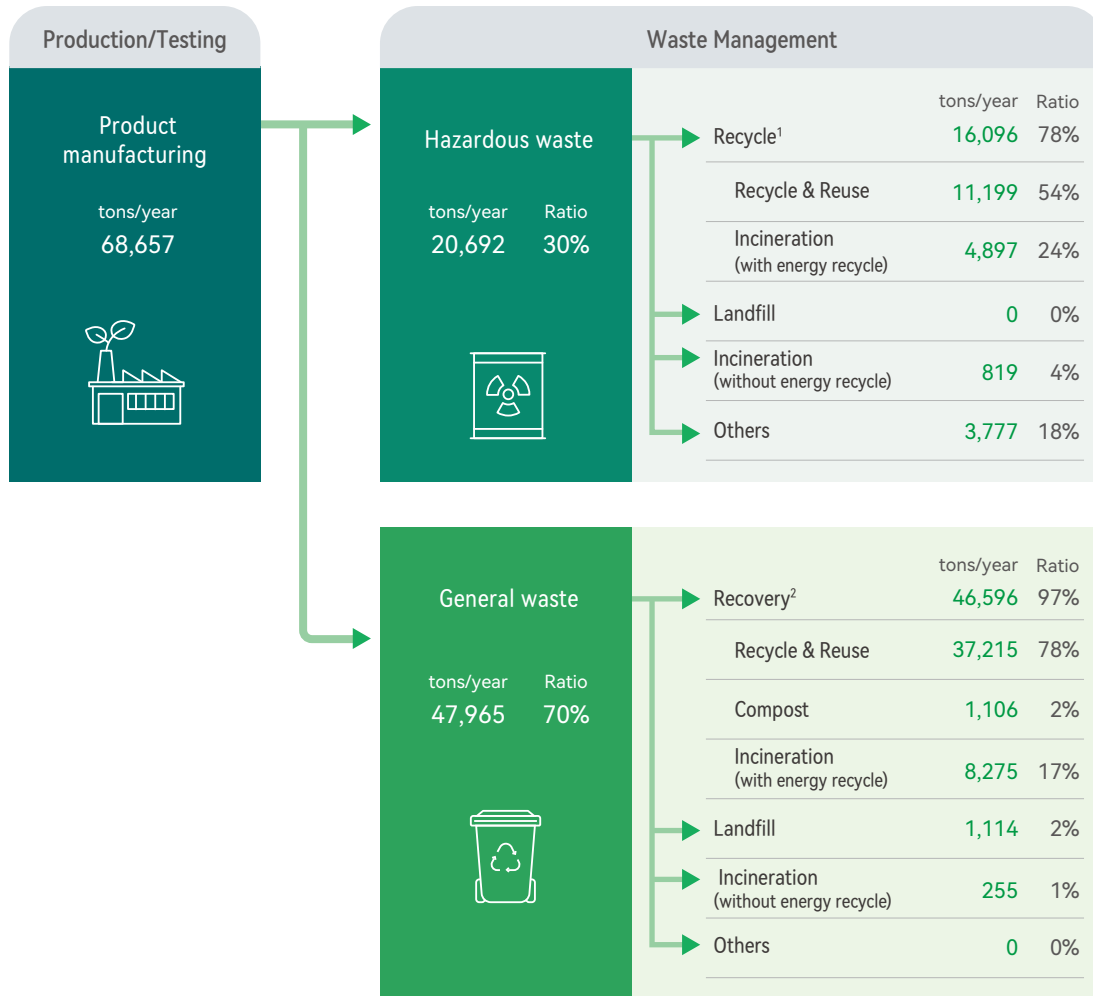 Production/Testing
Waste Management
Product
manufacturing
tons/year
68,657
Hazardous waste
tons/year Ratio
20,692 30%
tons/year Ratio
Recycle¹ 16,096 78%
Recycle & Reuse 11,199 54%
Incineration
(with energy recycle) 4,897 24%
Landfill 0 0%
Incineration
(without energy recycle) 819 4%
Others 3,777 18%
General waste
tons/year Ratio
47,965 70%
tons/year Ratio
Recovery² 46,596 97%
Recycle & Reuse 37,215 78%
Compost 1,106 2%
Incineration
(with energy recycle) 8,275 17%
Landfill 1,114 2%
Incineration
(without energy recycle) 255 1%
Others 0 0%